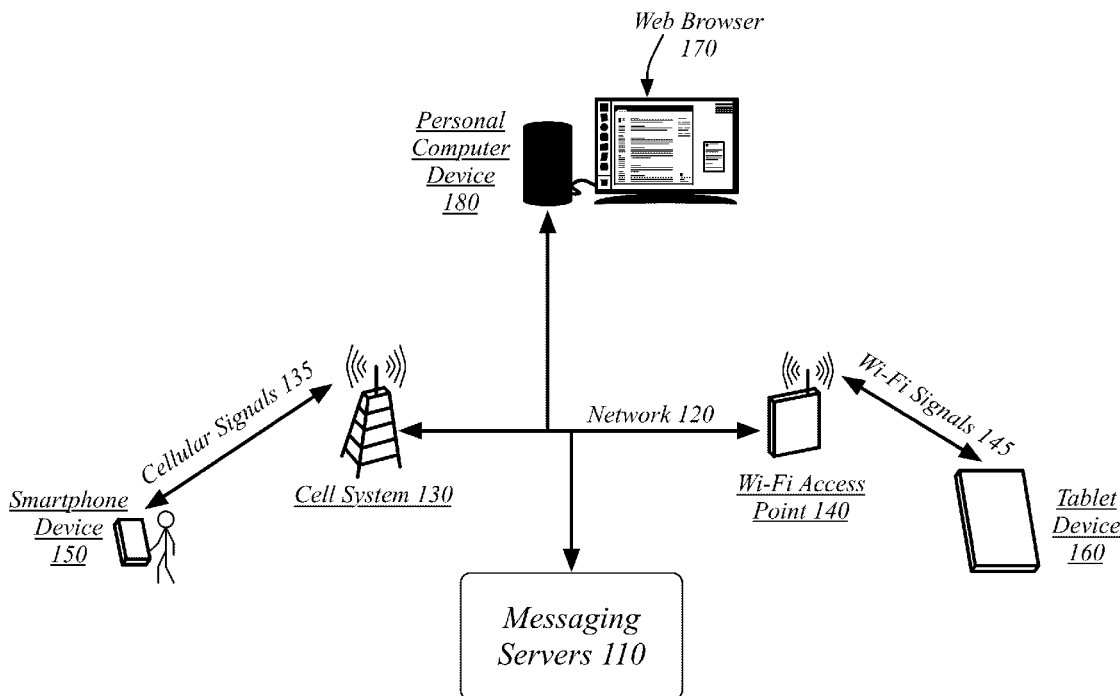 Web Browser
170
Personal
Computer
Device
180
Cellular Signals 135
Network 120
Wi-Fi Signals 145
Cell System 130
Wi-Fi Access
Point 140
Smartphone
Device
150
Tablet
Device
160
Messaging
Servers 110